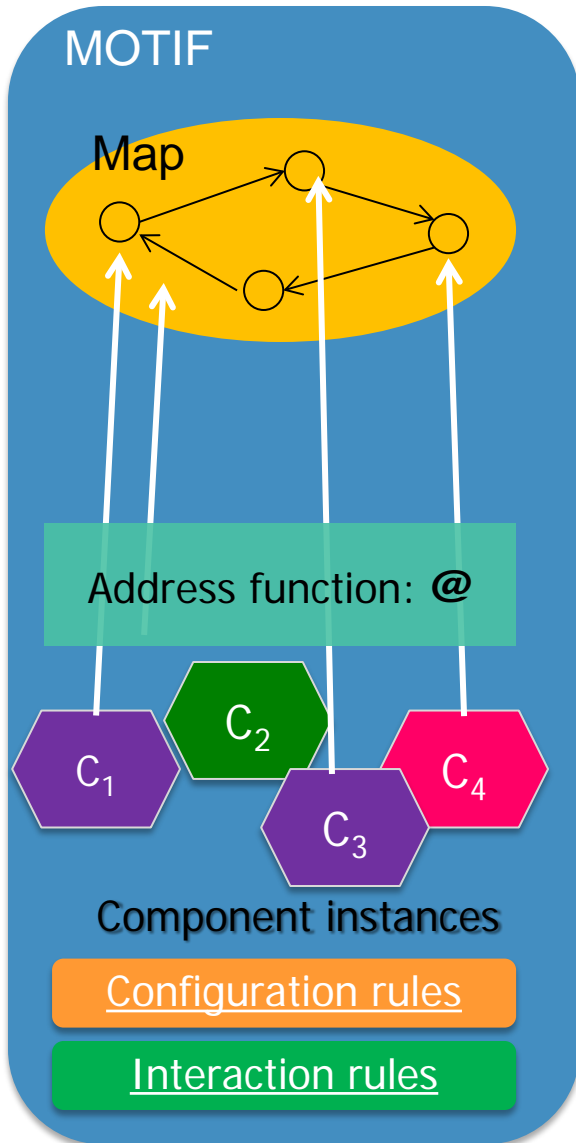 MOTIF
Map
Address function: @
C₂
C₁
C₄
C₃
Component instances
Configuration rules
Interaction rules